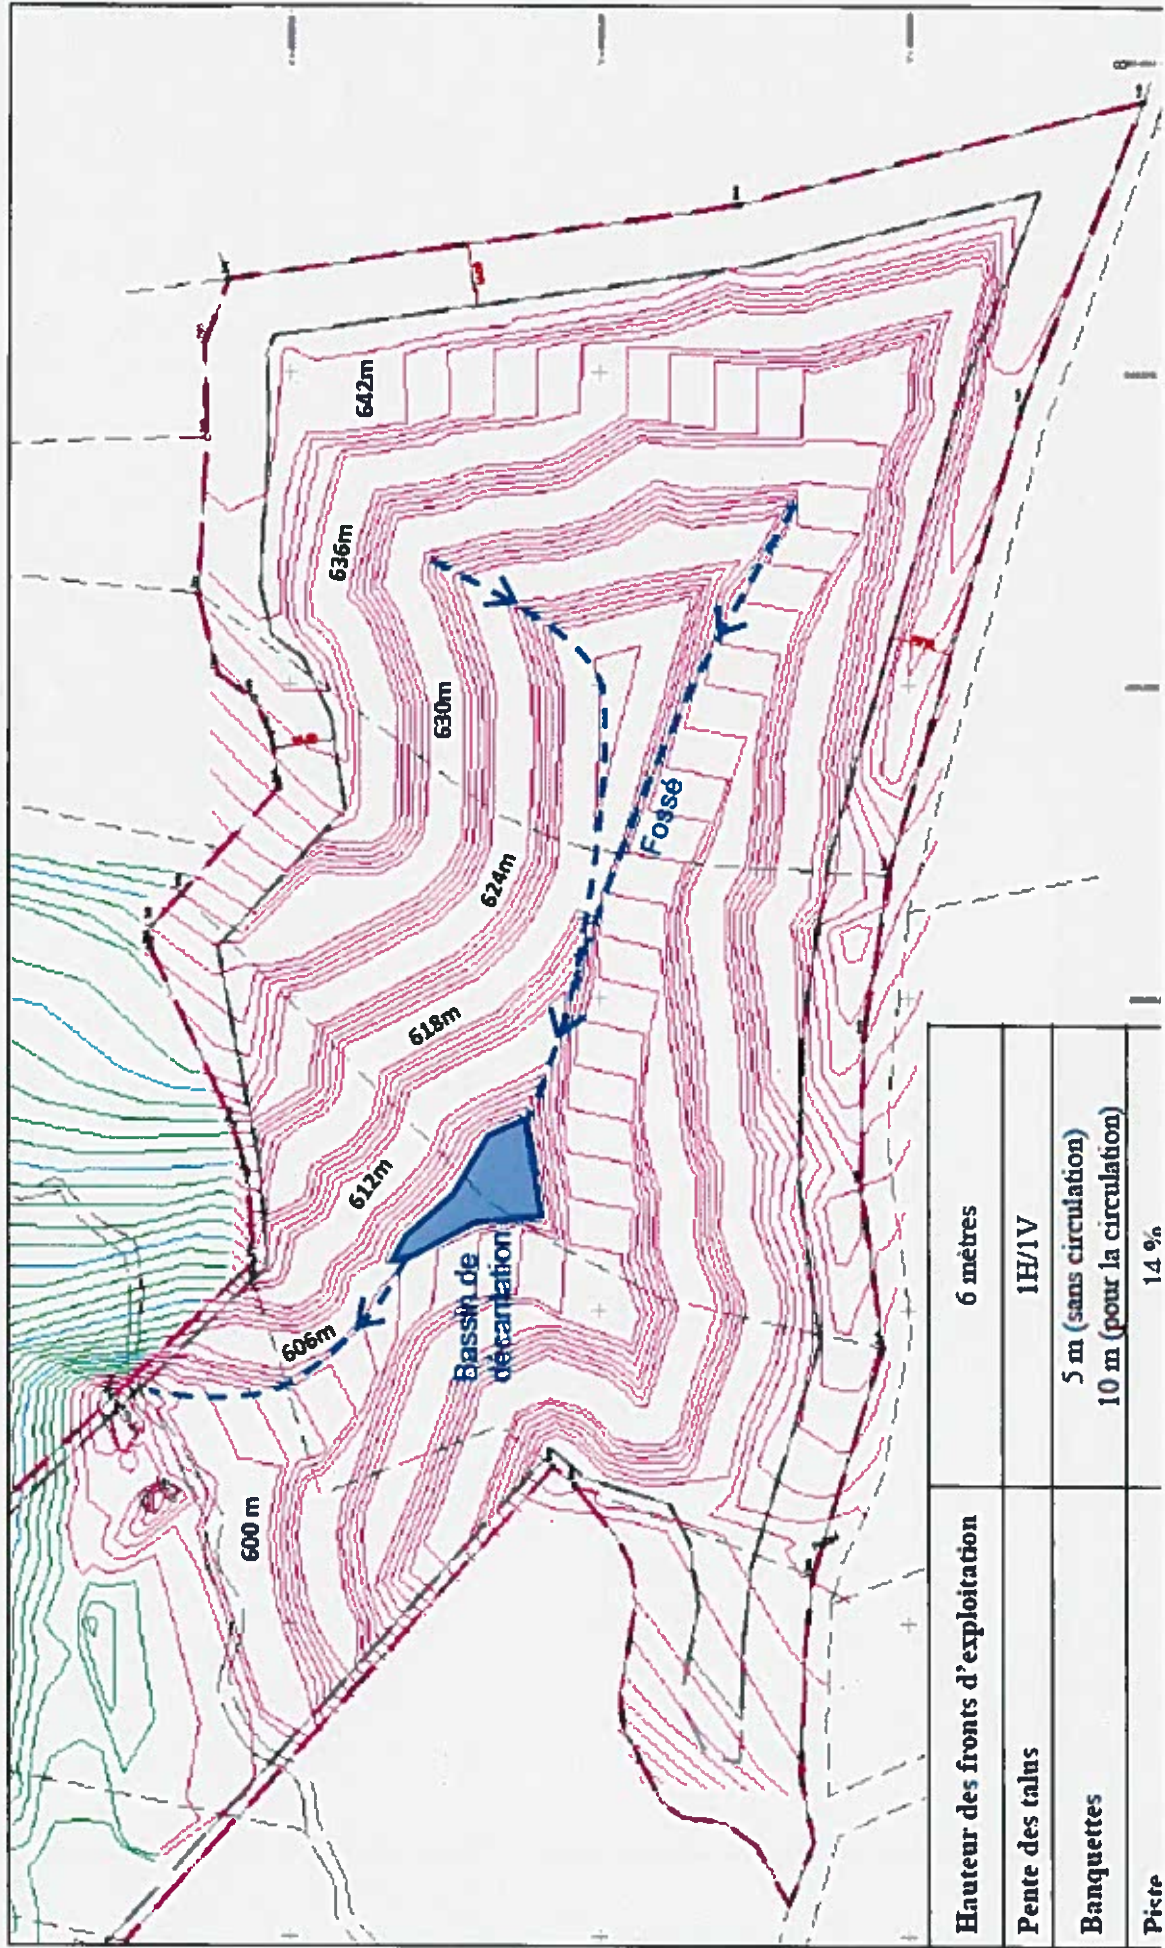 642m
636m
630m
624m
618m
612m
606m
600 m
Fossé
Bassin de
décantation
Hauteur des fronts d'exploitation
6 mètres
Pente des talus
1H/1V
Banquettes
5 m (sans circulation)
10 m (pour la circulation)
Piste
14 %